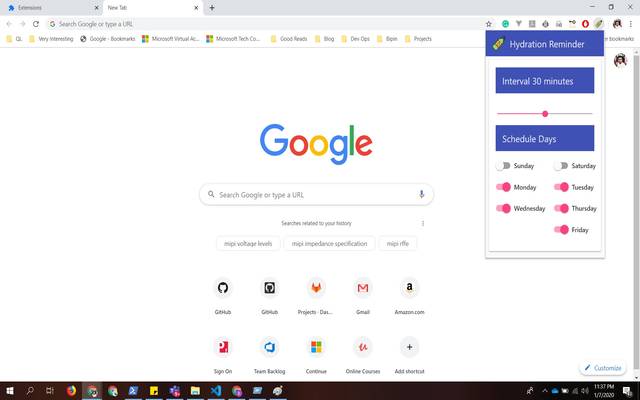 Extensions
New Tab
Search Google or type a URL
QL
Very Interesting
Google - Bookmarks
Microsoft Virtual Ac...
Microsoft Tech Com...
Good Reads
Blog
Dev Ops
Bipin
Projects
er bookmarks
Hydration Reminder
Interval 30 minutes
Schedule Days
Sunday
Saturday
Monday
Tuesday
Wednesday
Thursday
Friday
Google
Search Google or type a URL
Searches related to your history
mipi voltage levels
mipi impedance specification
mipi rffe
GitHub
GitHub
Projects · Das...
Gmail
Amazon.com
Sign On
Team Backlog
Continue
Online Courses
Add shortcut
Customize
11:37 PM
1/7/2020